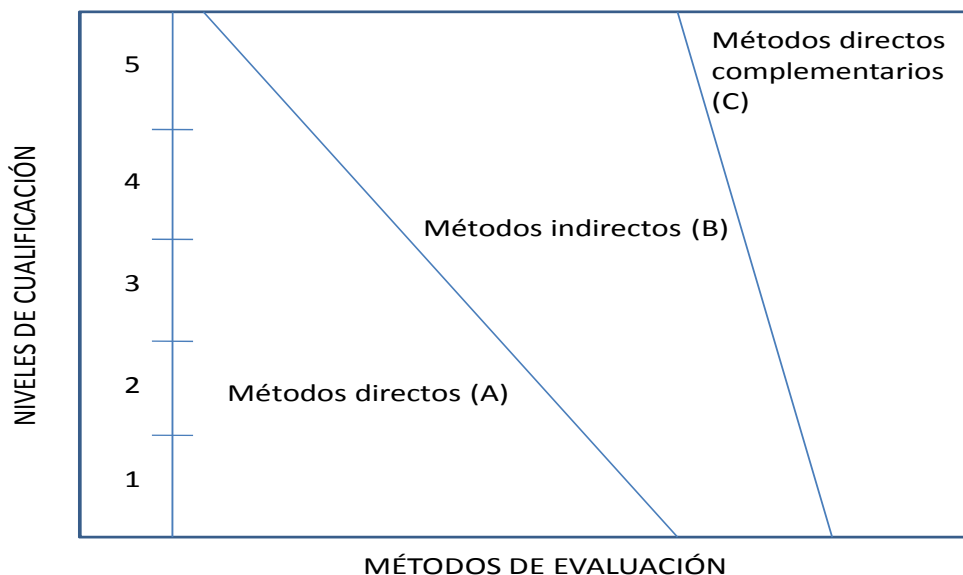 NIVELES DE CUALIFICACIÓN
5
4
3
2
1
Métodos directos
complementarios
(C)
Métodos indirectos (B)
Métodos directos (A)
MÉTODOS DE EVALUACIÓN